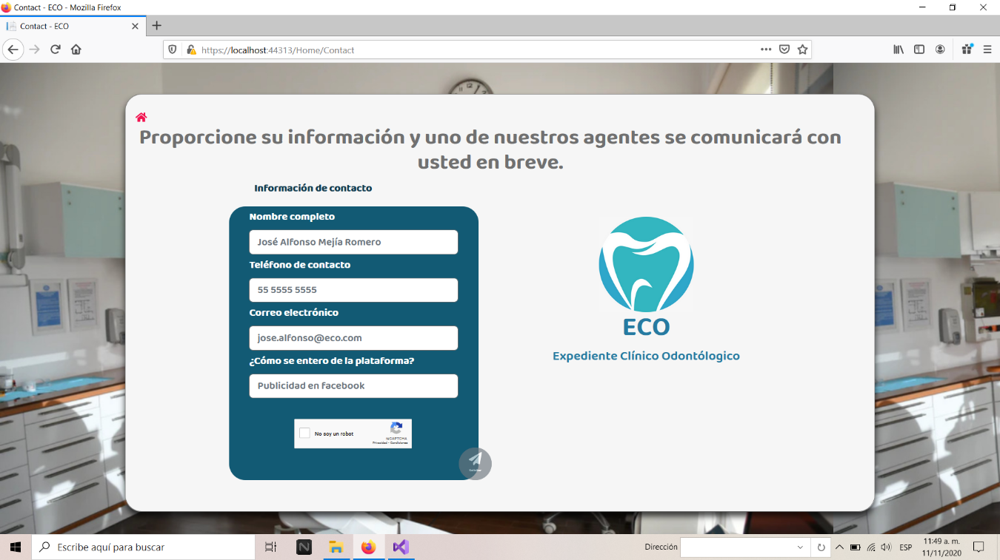 Contact - ECO - Mozilla Firefox
Contact - ECO
https://localhost:44313/Home/Contact
Proporcione su información y uno de nuestros agentes se comunicará con
usted en breve.
Información de contacto
Nombre completo
José Alfonso Mejía Romero
Teléfono de contacto
55 5555 5555
Correo electrónico
jose.alfonso@eco.com
¿Cómo se entero de la plataforma?
Publicidad en facebook
No soy un robot
reCAPTCHA
Privacidad - Condiciones
ECO
Expediente Clínico Odontólogico
Escribe aquí para buscar
N
Dirección
ESP
11:49 a. m.
11/11/2020